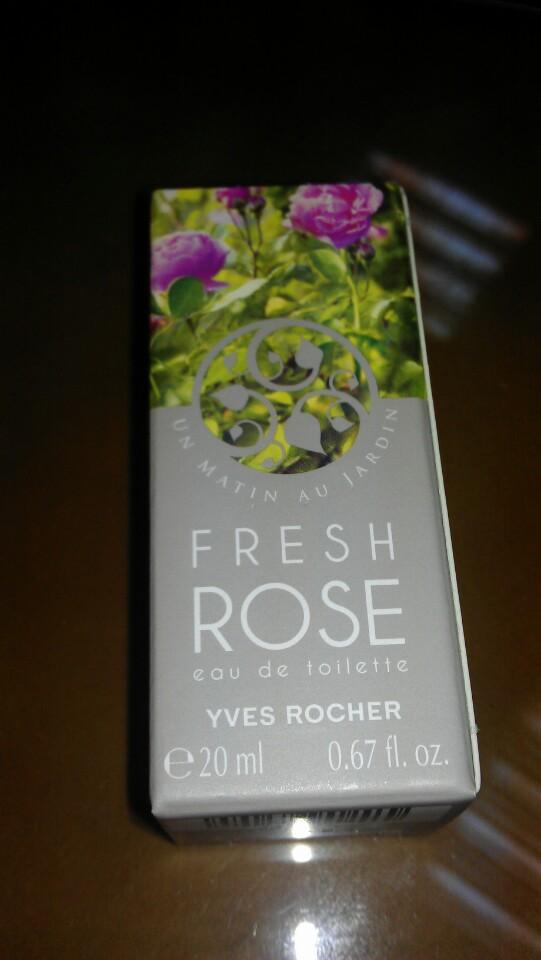 UN MATIN AU JARDIN
FRESH
ROSE
eau de toilette
YVES ROCHER
℮ 20 ml 0.67 fl. oz.